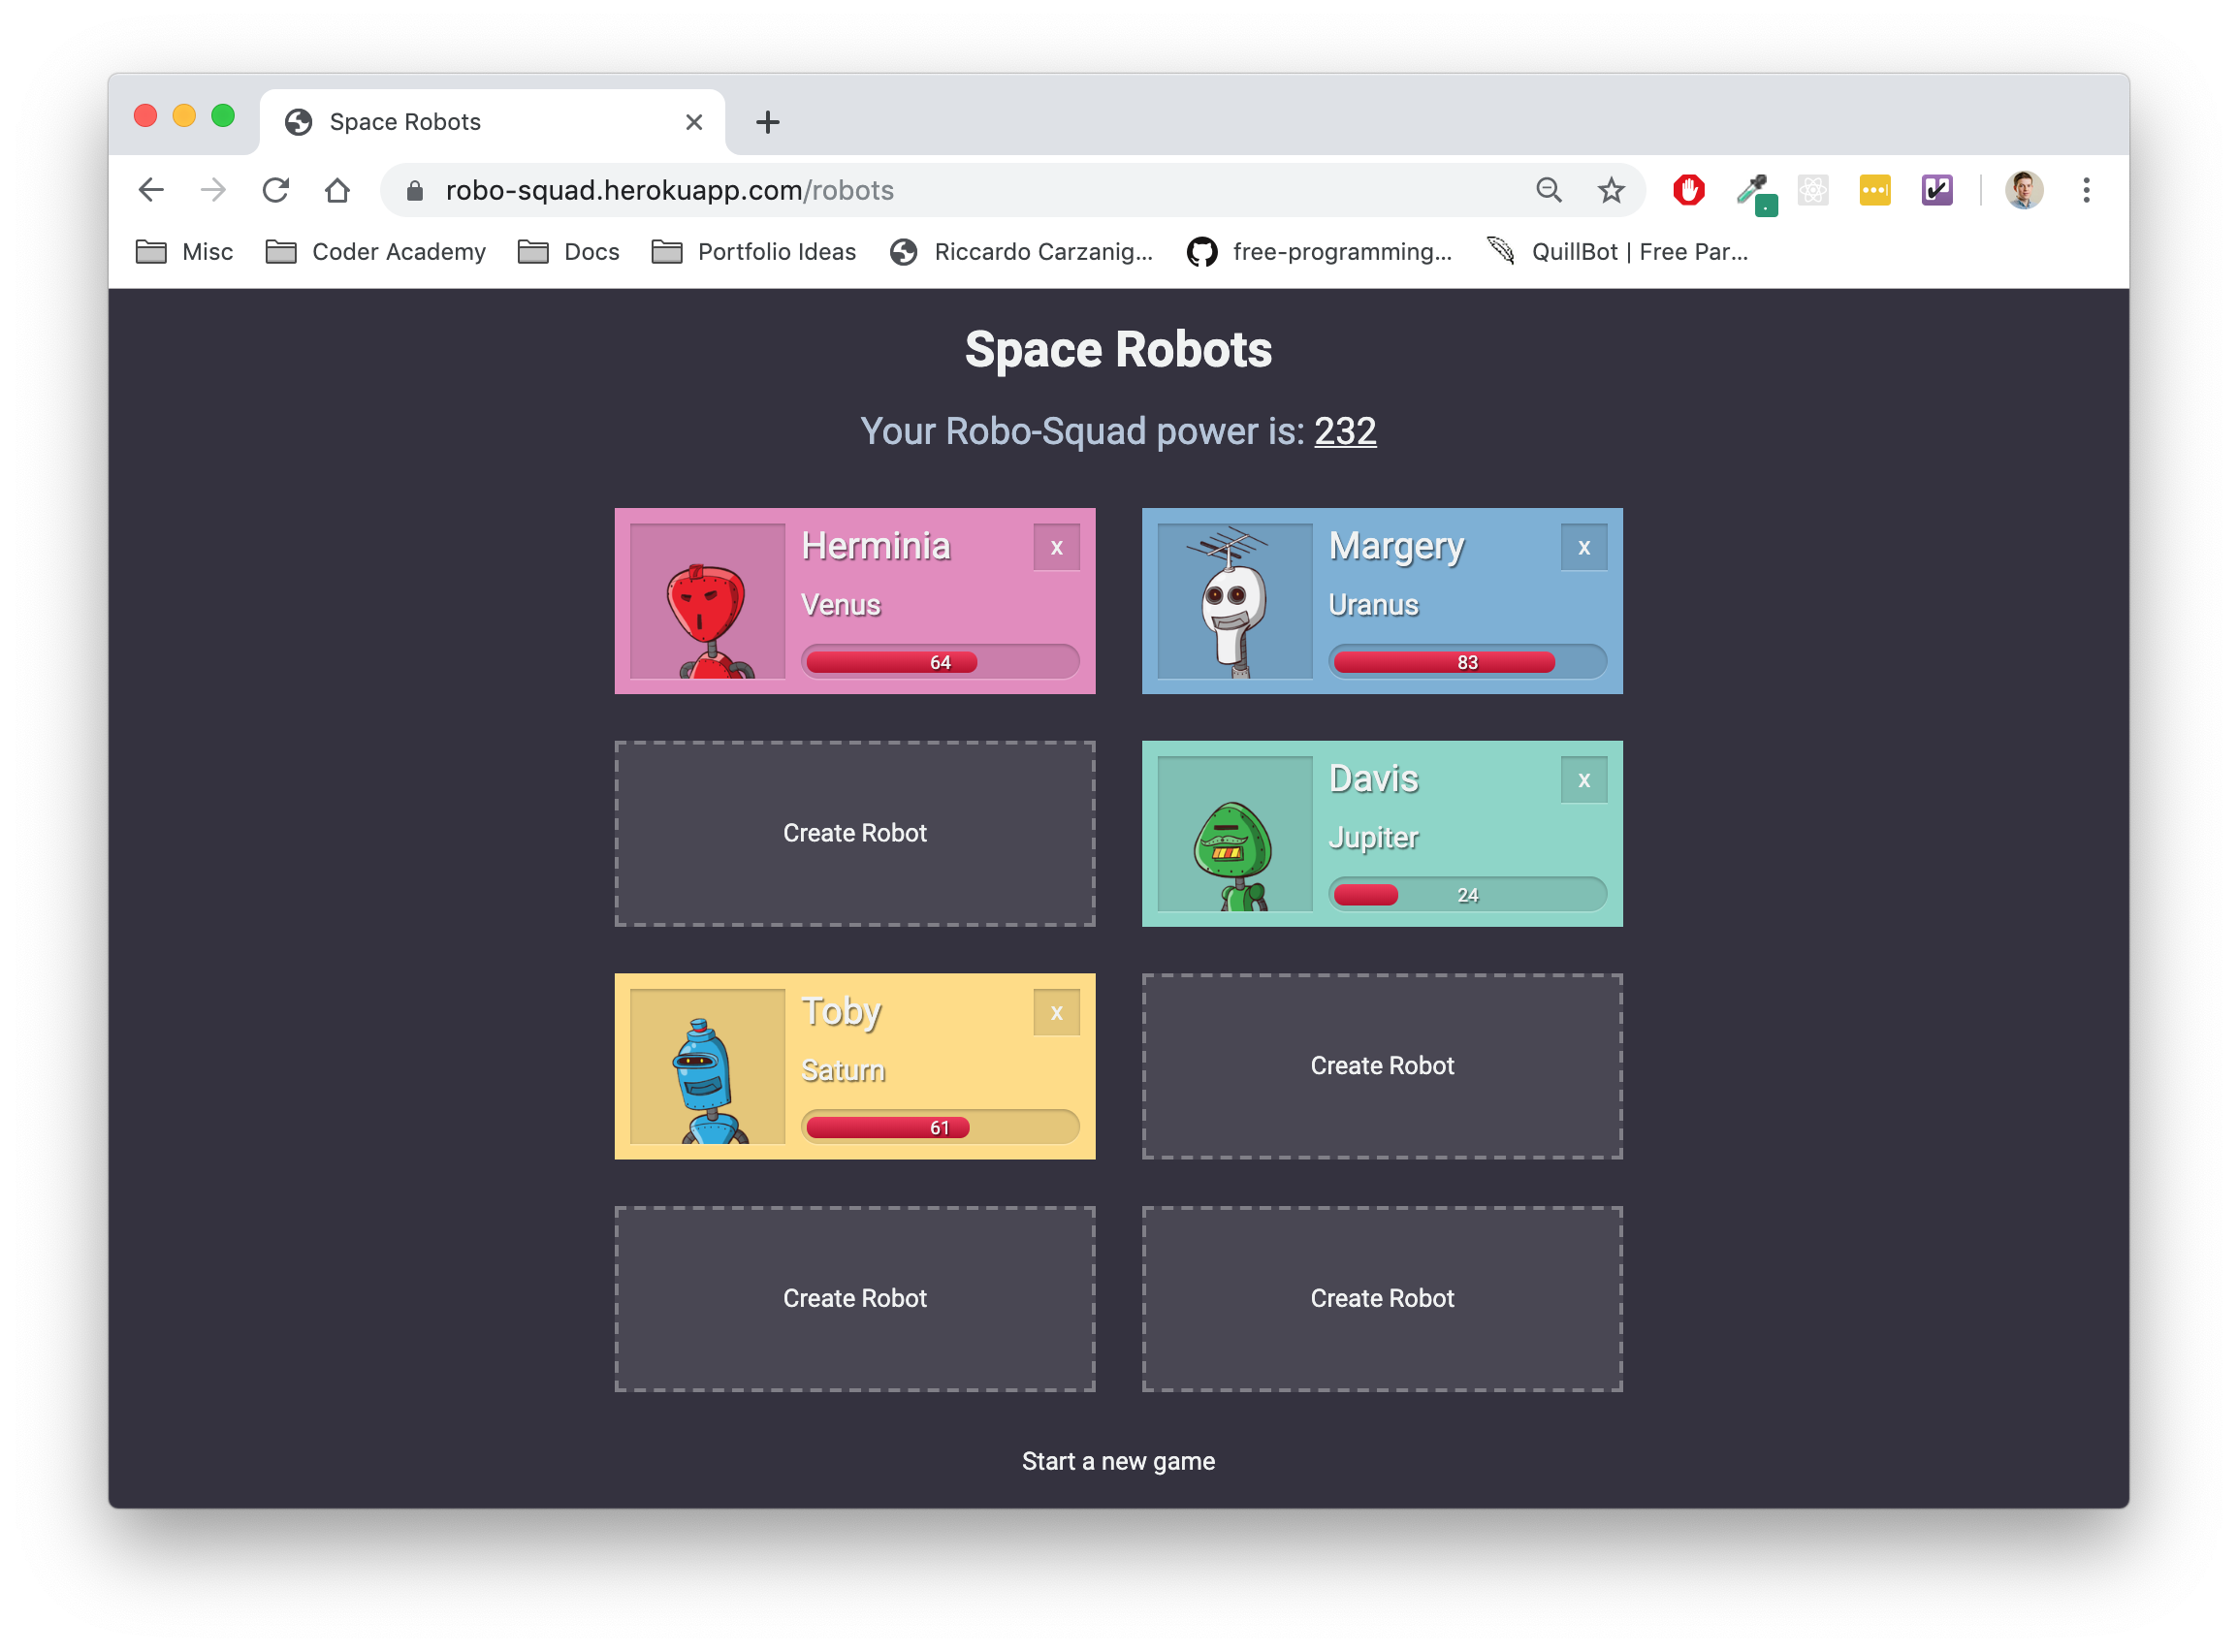 Space Robots
robo-squad.herokuapp.com/robots
Misc
Coder Academy
Docs
Portfolio Ideas
Riccardo Carzanig...
free-programming...
QuillBot | Free Par...
Space Robots
Your Robo-Squad power is: 232
Herminia
x
Venus
64
Margery
x
Uranus
83
Create Robot
Davis
x
Jupiter
24
Toby
x
Saturn
61
Create Robot
Create Robot
Create Robot
Start a new game